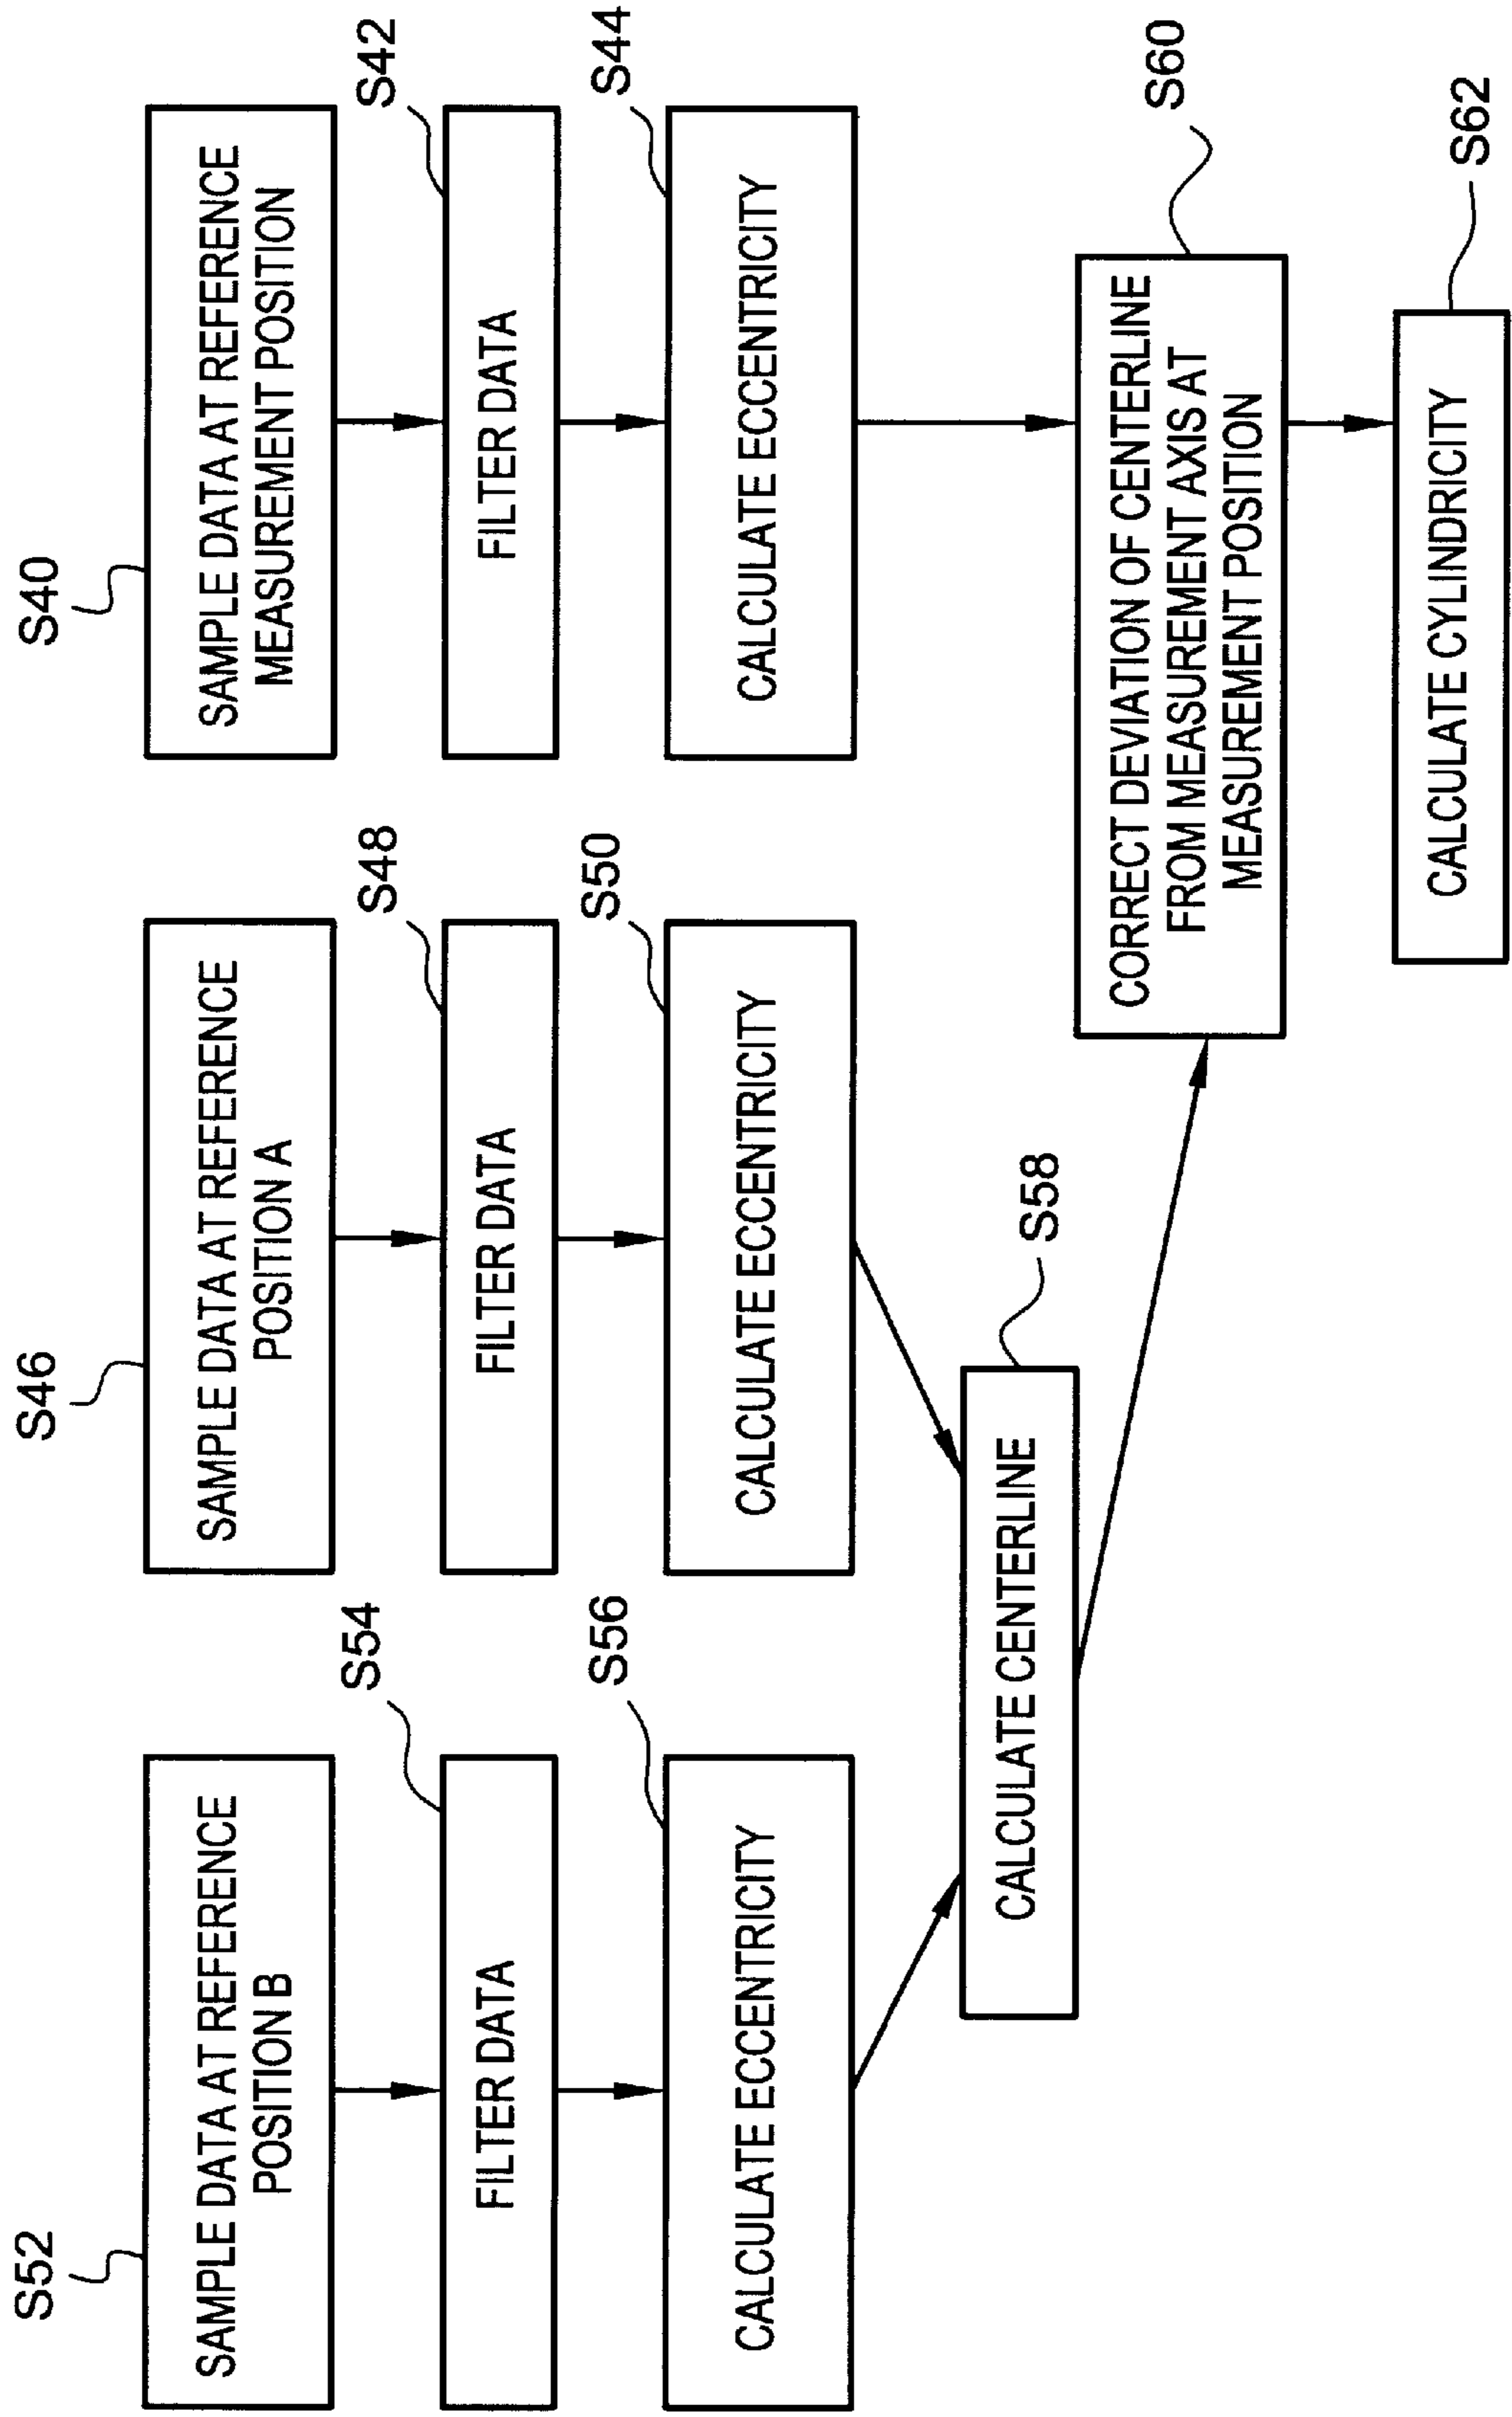 S52
SAMPLE DATA AT REFERENCE
POSITION B
S54
FILTER DATA
S56
CALCULATE ECCENTRICITY
S46
SAMPLE DATA AT REFERENCE
POSITION A
S48
FILTER DATA
S50
CALCULATE ECCENTRICITY
S40
SAMPLE DATA AT REFERENCE
MEASUREMENT POSITION
S42
FILTER DATA
S44
CALCULATE ECCENTRICITY
S58
CALCULATE CENTERLINE
S60
CORRECT DEVIATION OF CENTERLINE
FROM MEASUREMENT AXIS AT
MEASUREMENT POSITION
S62
CALCULATE CYLINDRICITY